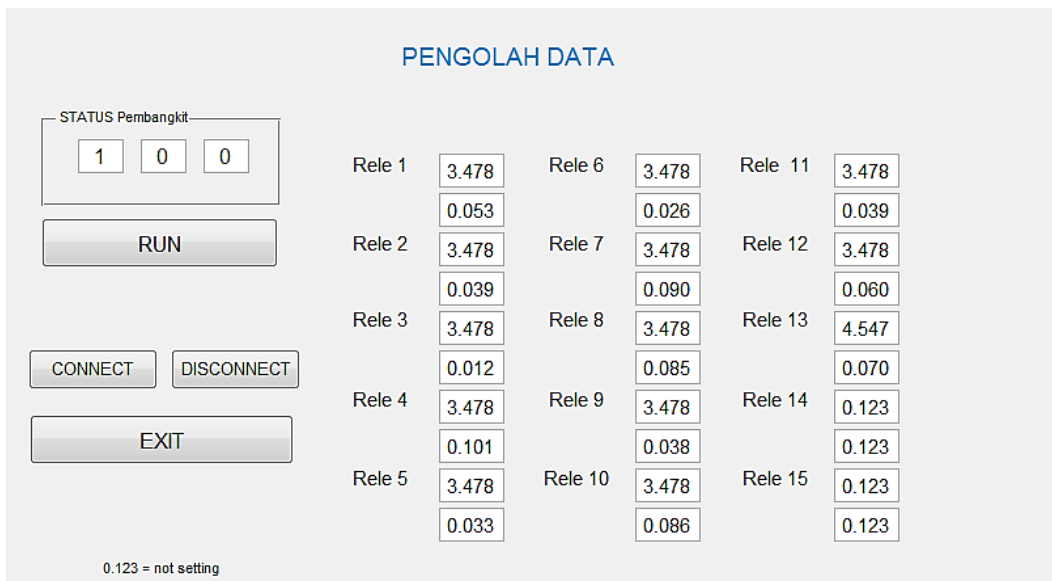 PENGOLAH DATA
STATUS Pembangkit
1 0 0
RUN
CONNECT DISCONNECT
EXIT
0.123 = not setting
Rele 1 3.478
0.053
Rele 2 3.478
0.039
Rele 3 3.478
0.012
Rele 4 3.478
0.101
Rele 5 3.478
0.033
Rele 6 3.478
0.026
Rele 7 3.478
0.090
Rele 8 3.478
0.085
Rele 9 3.478
0.038
Rele 10 3.478
0.086
Rele 11 3.478
0.039
Rele 12 3.478
0.060
Rele 13 4.547
0.070
Rele 14 0.123
0.123
Rele 15 0.123
0.123